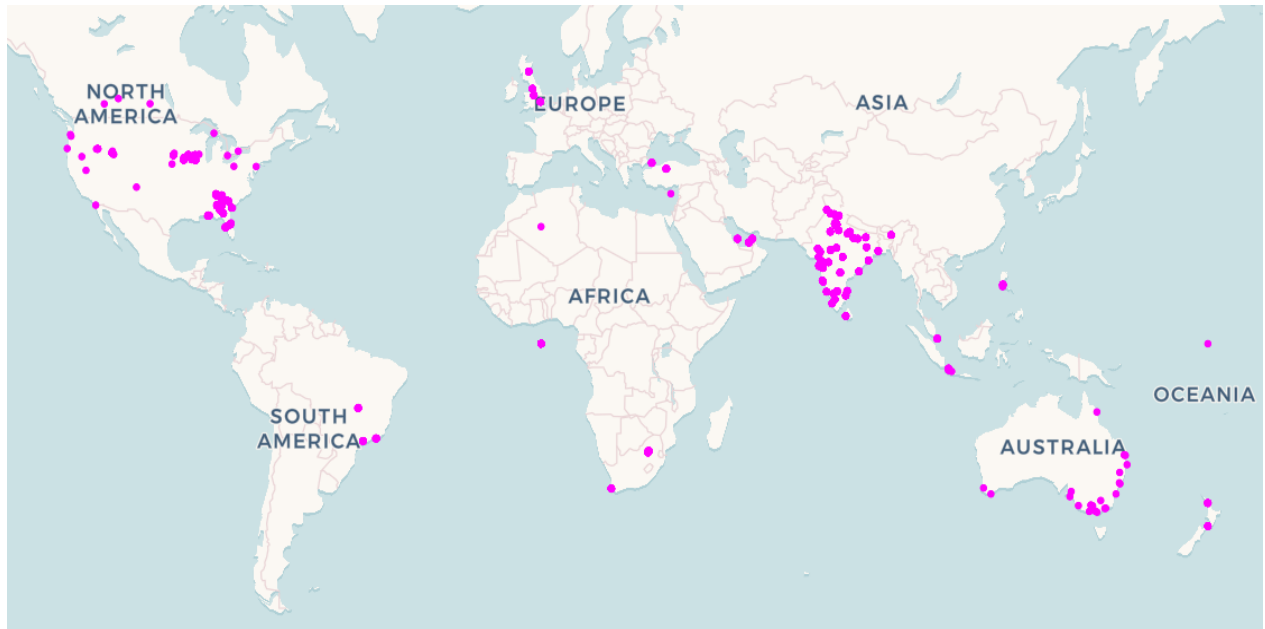 NORTH
AMERICA
EUROPE
ASIA
AFRICA
OCEANIA
SOUTH
AMERICA
AUSTRALIA